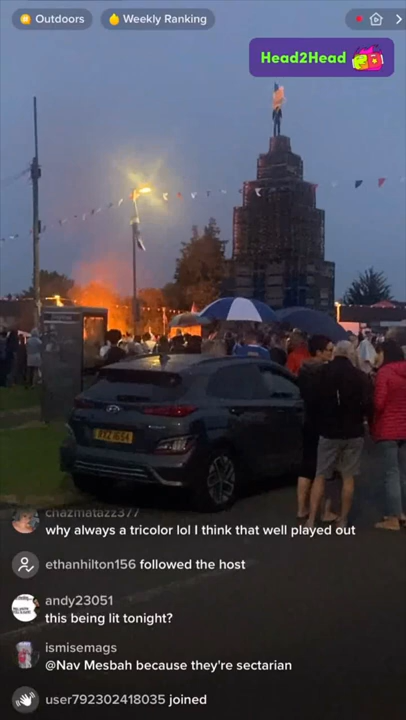 Outdoors
Weekly Ranking
Head2Head
chazmatazz377
why always a tricolor lol I think that well played out
ethanhilton156 followed the host
andy23051
this being lit tonight?
ismisemags
@Nav Mesbah because they're sectarian
user792302418035 joined